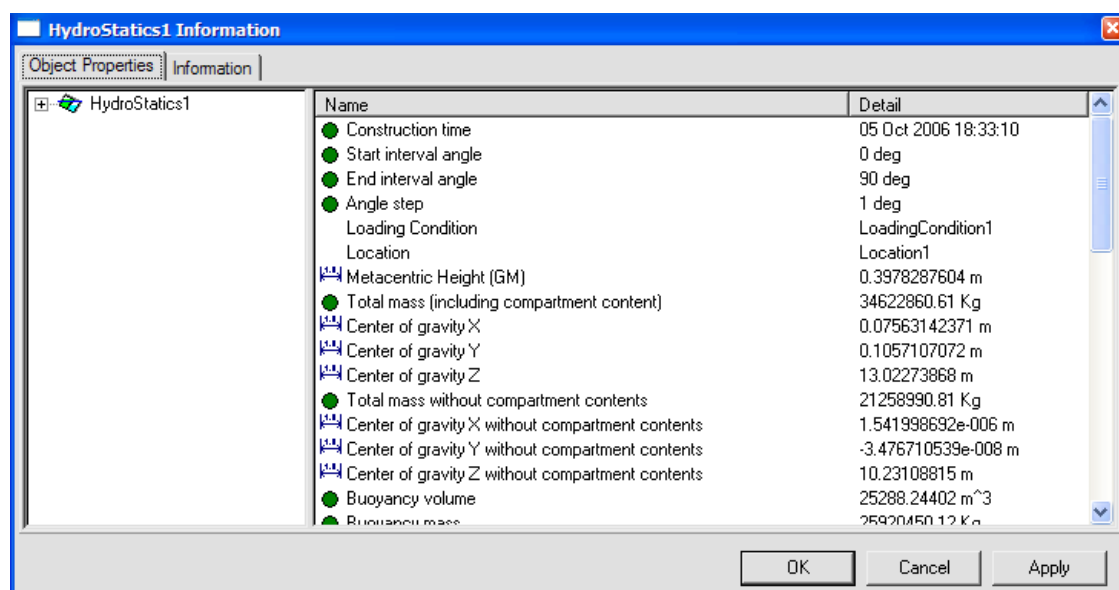 HydroStatics1 Information
Object Properties Information
HydroStatics1
Name Detail
Construction time 05 Oct 2006 18:33:10
Start interval angle 0 deg
End interval angle 90 deg
Angle step 1 deg
Loading Condition LoadingCondition1
Location Location1
Metacentric Height (GM) 0.3978287604 m
Total mass (including compartment content) 34622860.61 Kg
Center of gravity X 0.07563142371 m
Center of gravity Y 0.1057107072 m
Center of gravity Z 13.02273868 m
Total mass without compartment contents 21258990.81 Kg
Center of gravity X without compartment contents 1.541998692e-006 m
Center of gravity Y without compartment contents -3.476710539e-008 m
Center of gravity Z without compartment contents 10.23108815 m
Buoyancy volume 25288.24402 m^3
Buoyancy mass 25920450.12 Kg
OK Cancel Apply